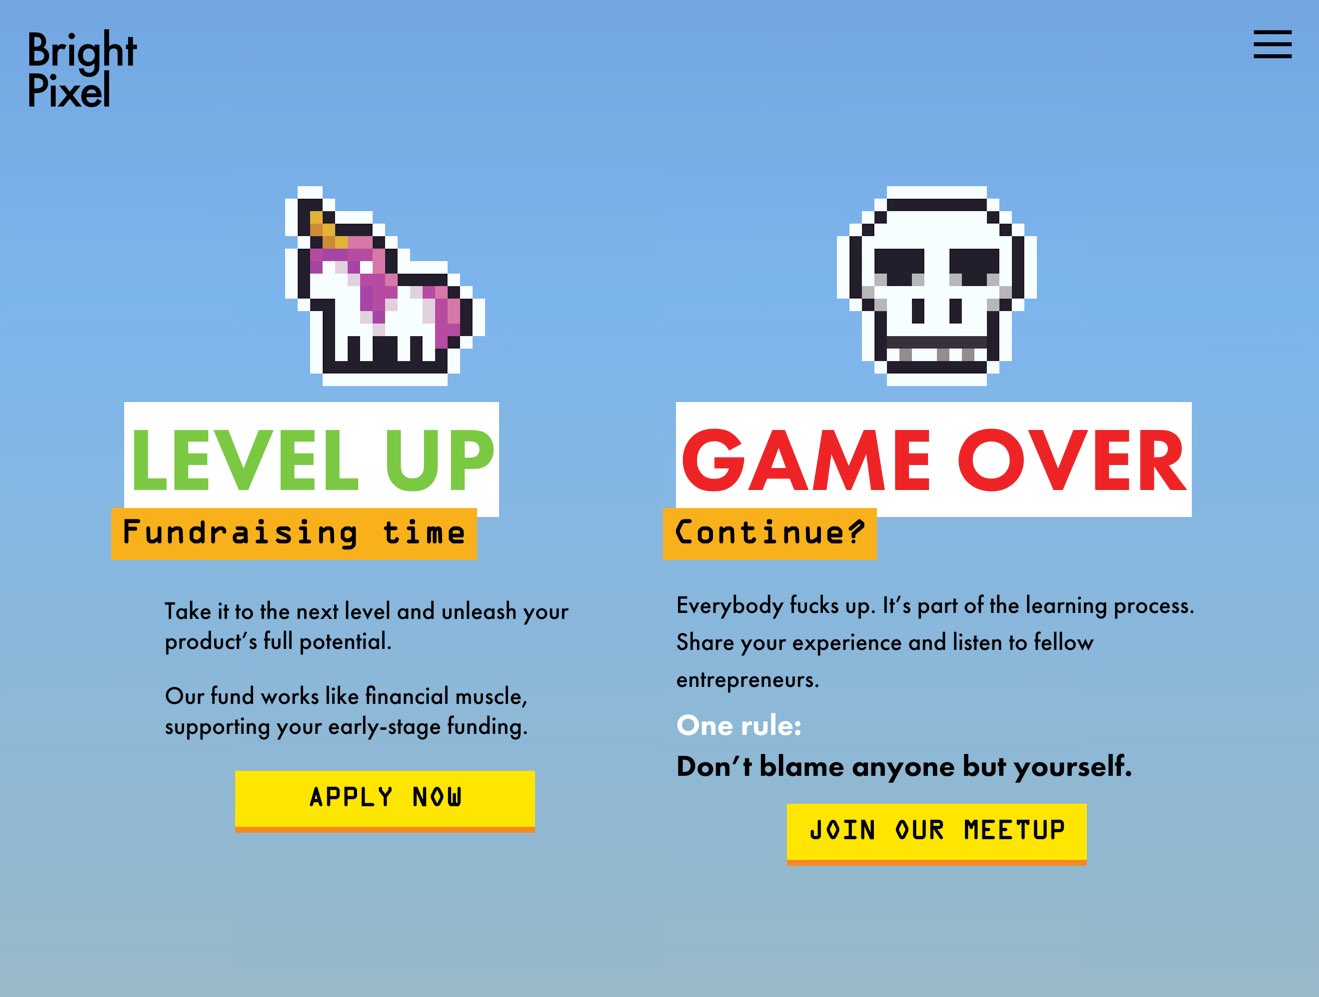 Bright
Pixel
LEVEL UP
Fundraising time
Take it to the next level and unleash your
product’s full potential.
Our fund works like financial muscle,
supporting your early-stage funding.
APPLY NOW
GAME OVER
Continue?
Everybody fucks up. It’s part of the learning process.
Share your experience and listen to fellow
entrepreneurs.
One rule:
Don’t blame anyone but yourself.
JOIN OUR MEETUP